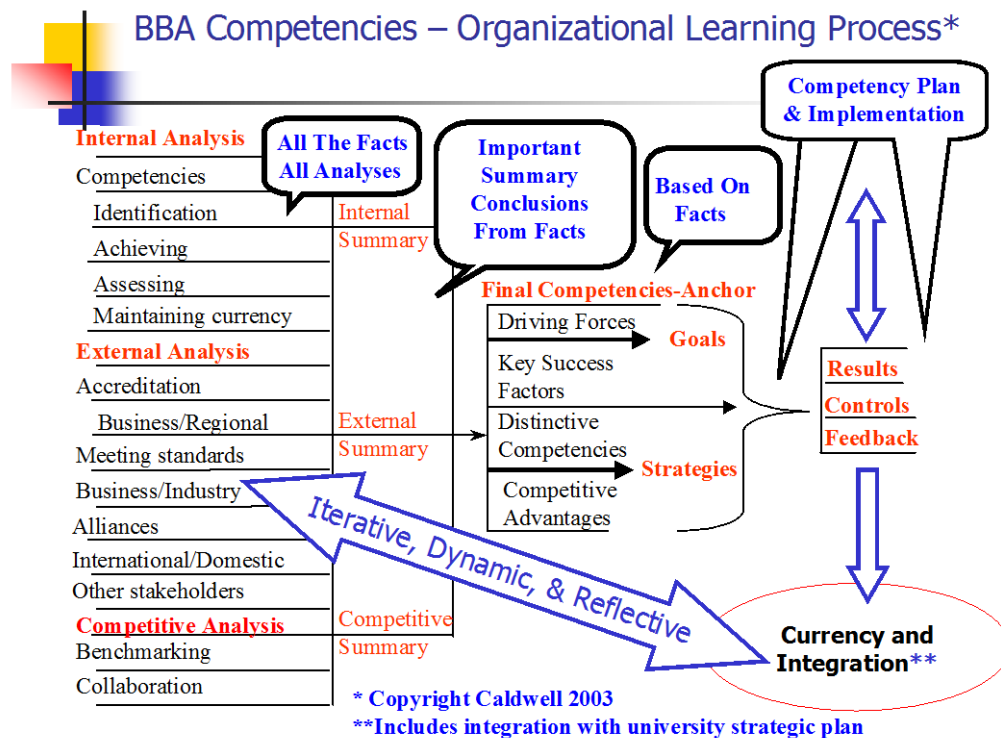 BBA Competencies – Organizational Learning Process*
Competency Plan
& Implementation
All The Facts
All Analyses
Important
Summary
Conclusions
From Facts
Based On
Facts
Internal Analysis
Competencies
Identification
Achieving
Assessing
Maintaining currency
External Analysis
Accreditation
Business/Regional
Meeting standards
Business/Industry
Alliances
International/Domestic
Other stakeholders
Competitive Analysis
Benchmarking
Collaboration
Internal
Summary
External
Summary
Competitive
Summary
Final Competencies-Anchor
Driving Forces
Goals
Key Success
Factors
Distinctive
Competencies
Strategies
Competitive
Advantages
Results
Controls
Feedback
Iterative, Dynamic, & Reflective
Currency and
Integration**
* Copyright Caldwell 2003
**Includes integration with university strategic plan